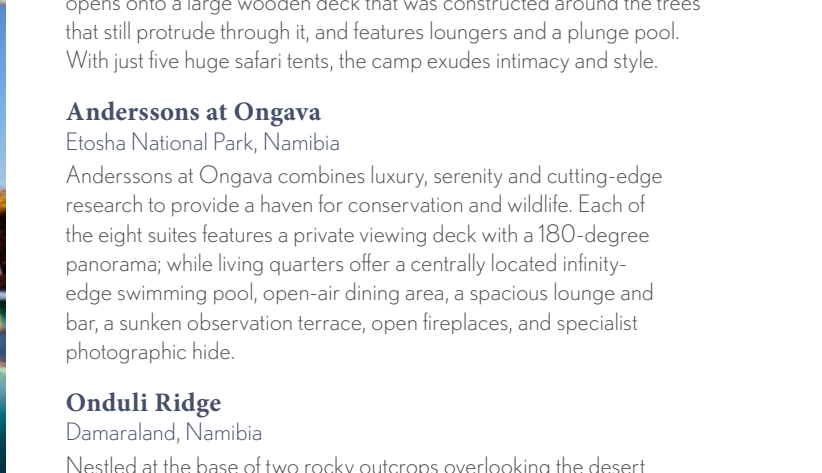 opens onto a large wooden deck that was constructed around the trees
that still protrude through it, and features loungers and a plunge pool.
With just five huge safari tents, the camp exudes intimacy and style.
Anderssons at Ongava
Etosha National Park, Namibia
Anderssons at Ongava combines luxury, serenity and cutting-edge
research to provide a haven for conservation and wildlife. Each of
the eight suites features a private viewing deck with a 180-degree
panorama; while living quarters offer a centrally located infinity-
edge swimming pool, open-air dining area, a spacious lounge and
bar, a sunken observation terrace, open fireplaces, and specialist
photographic hide.
Onduli Ridge
Damaraland, Namibia
Nestled at the base of two rocky outcrops overlooking the desert